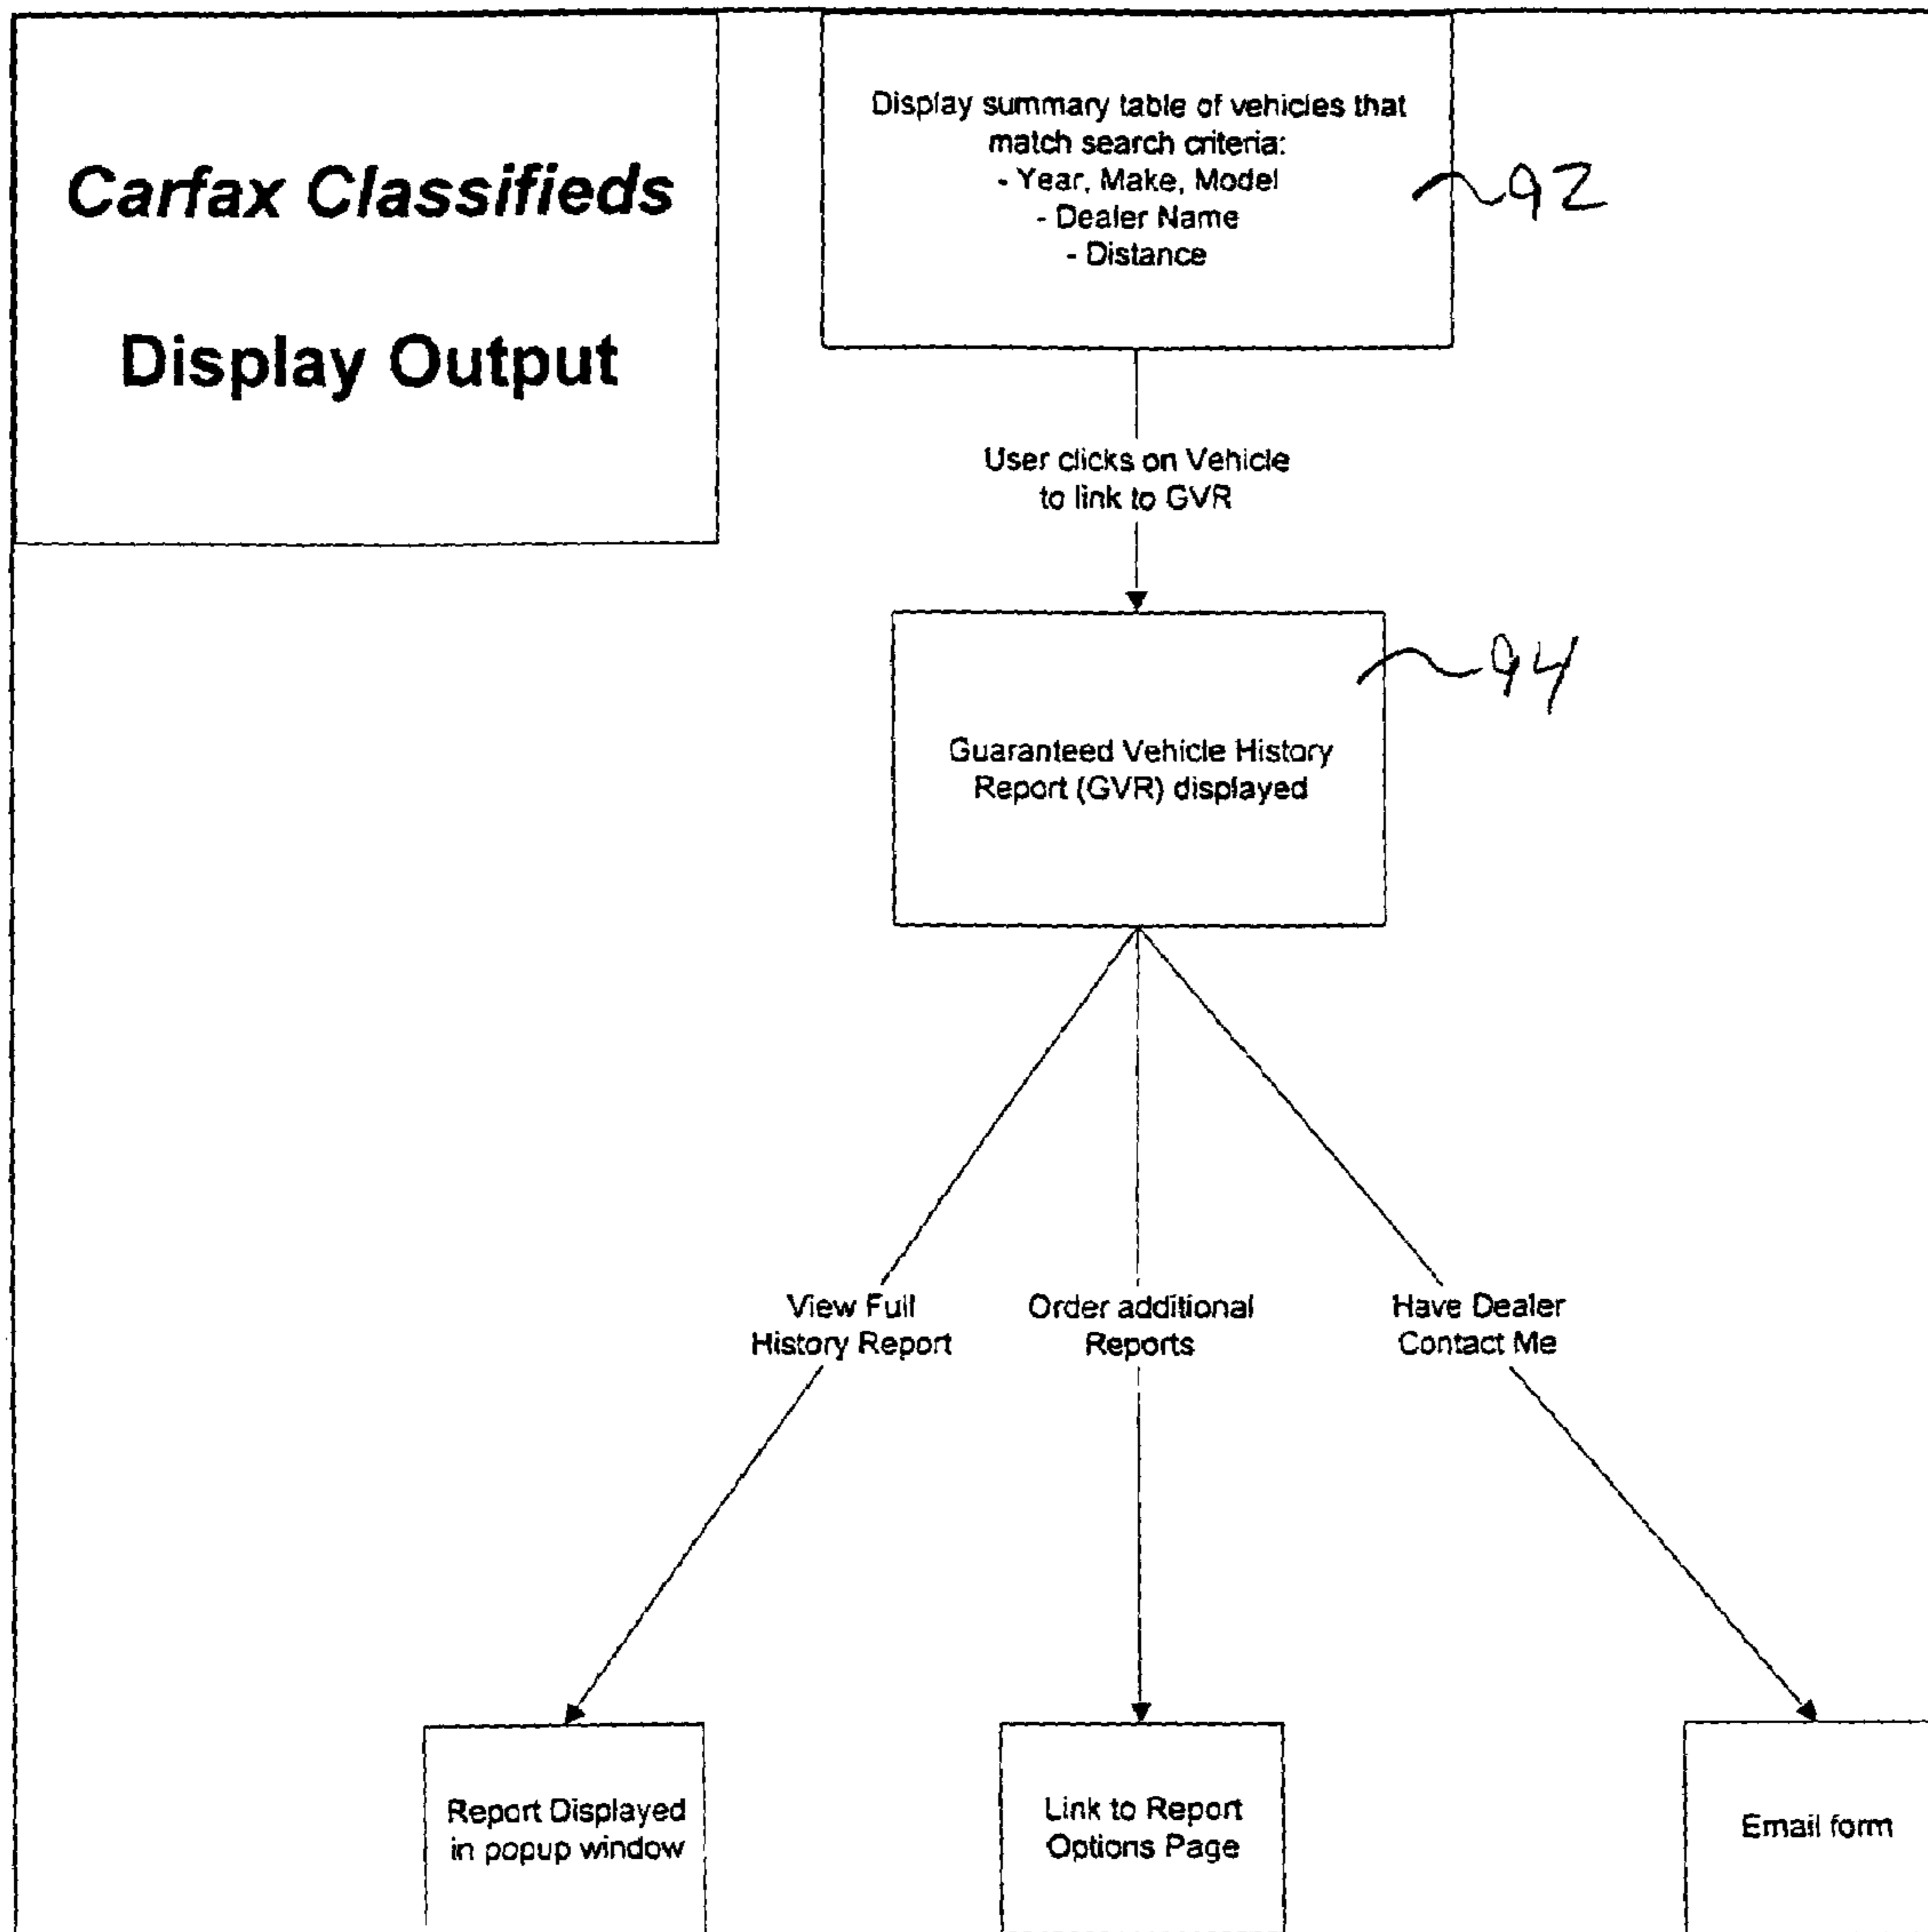 Carfax Classifieds
Display Output
Display summary table of vehicles that
match search criteria:
- Year, Make, Model
- Dealer Name
- Distance
92
User clicks on Vehicle
to link to GVR
94
Guaranteed Vehicle History
Report (GVR) displayed
View Full
History Report
Order additional
Reports
Have Dealer
Contact Me
Report Displayed
in popup window
Link to Report
Options Page
Email form